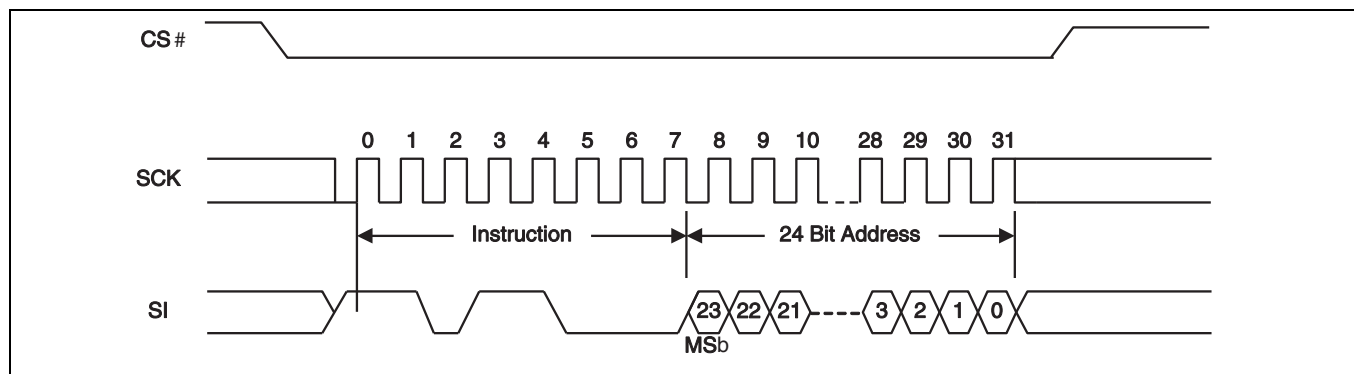 CS #
0 1 2 3 4 5 6 7 8 9 10 28 29 30 31
SCK
Instruction 24 Bit Address
SI 23 22 21 3 2 1 0
MSb